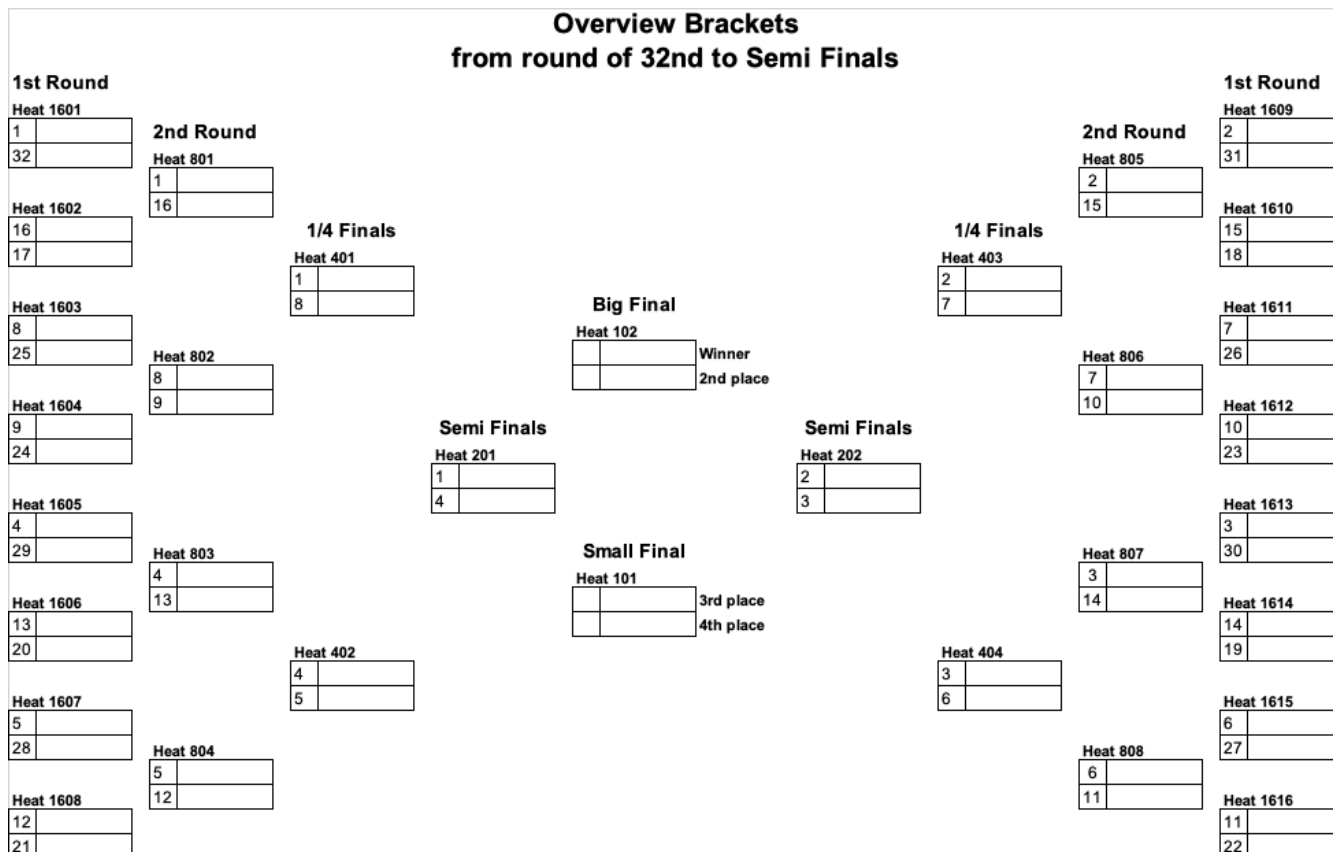 Overview Brackets
from round of 32nd to Semi Finals
1st Round
Heat 1601
1
32
Heat 1602
16
17
Heat 1603
8
25
Heat 1604
9
24
Heat 1605
4
29
Heat 1606
13
20
Heat 1607
5
28
Heat 1608
12
21
2nd Round
Heat 801
1
16
Heat 802
8
9
Heat 803
4
13
Heat 804
5
12
1/4 Finals
Heat 401
1
8
Heat 402
4
5
Semi Finals
Heat 201
1
4
Big Final
Heat 102
Winner
2nd place
Small Final
Heat 101
3rd place
4th place
Semi Finals
Heat 202
2
3
1/4 Finals
Heat 403
2
7
Heat 404
3
6
2nd Round
Heat 805
2
15
Heat 806
7
10
Heat 807
3
14
Heat 808
6
11
1st Round
Heat 1609
2
31
Heat 1610
15
18
Heat 1611
7
26
Heat 1612
10
23
Heat 1613
3
30
Heat 1614
14
19
Heat 1615
6
27
Heat 1616
11
22